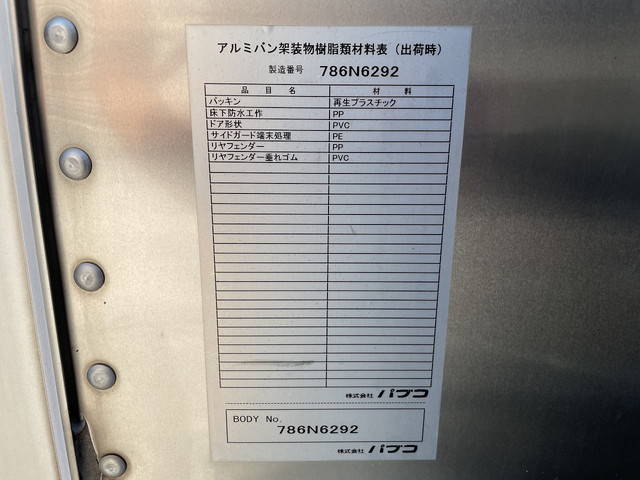 アルミバン架装物樹脂類材料表（出荷時）
製造番号 786N6292
品目名 材料
パッキン 再生プラスチック
床下防水工作 PP
ドア形状 PVC
サイドガード端末処理 PE
リヤフェンダー PP
リヤフェンダー垂れゴム PVC
株式会社 パブコ
BODY No.
786N6292
株式会社 パブコ